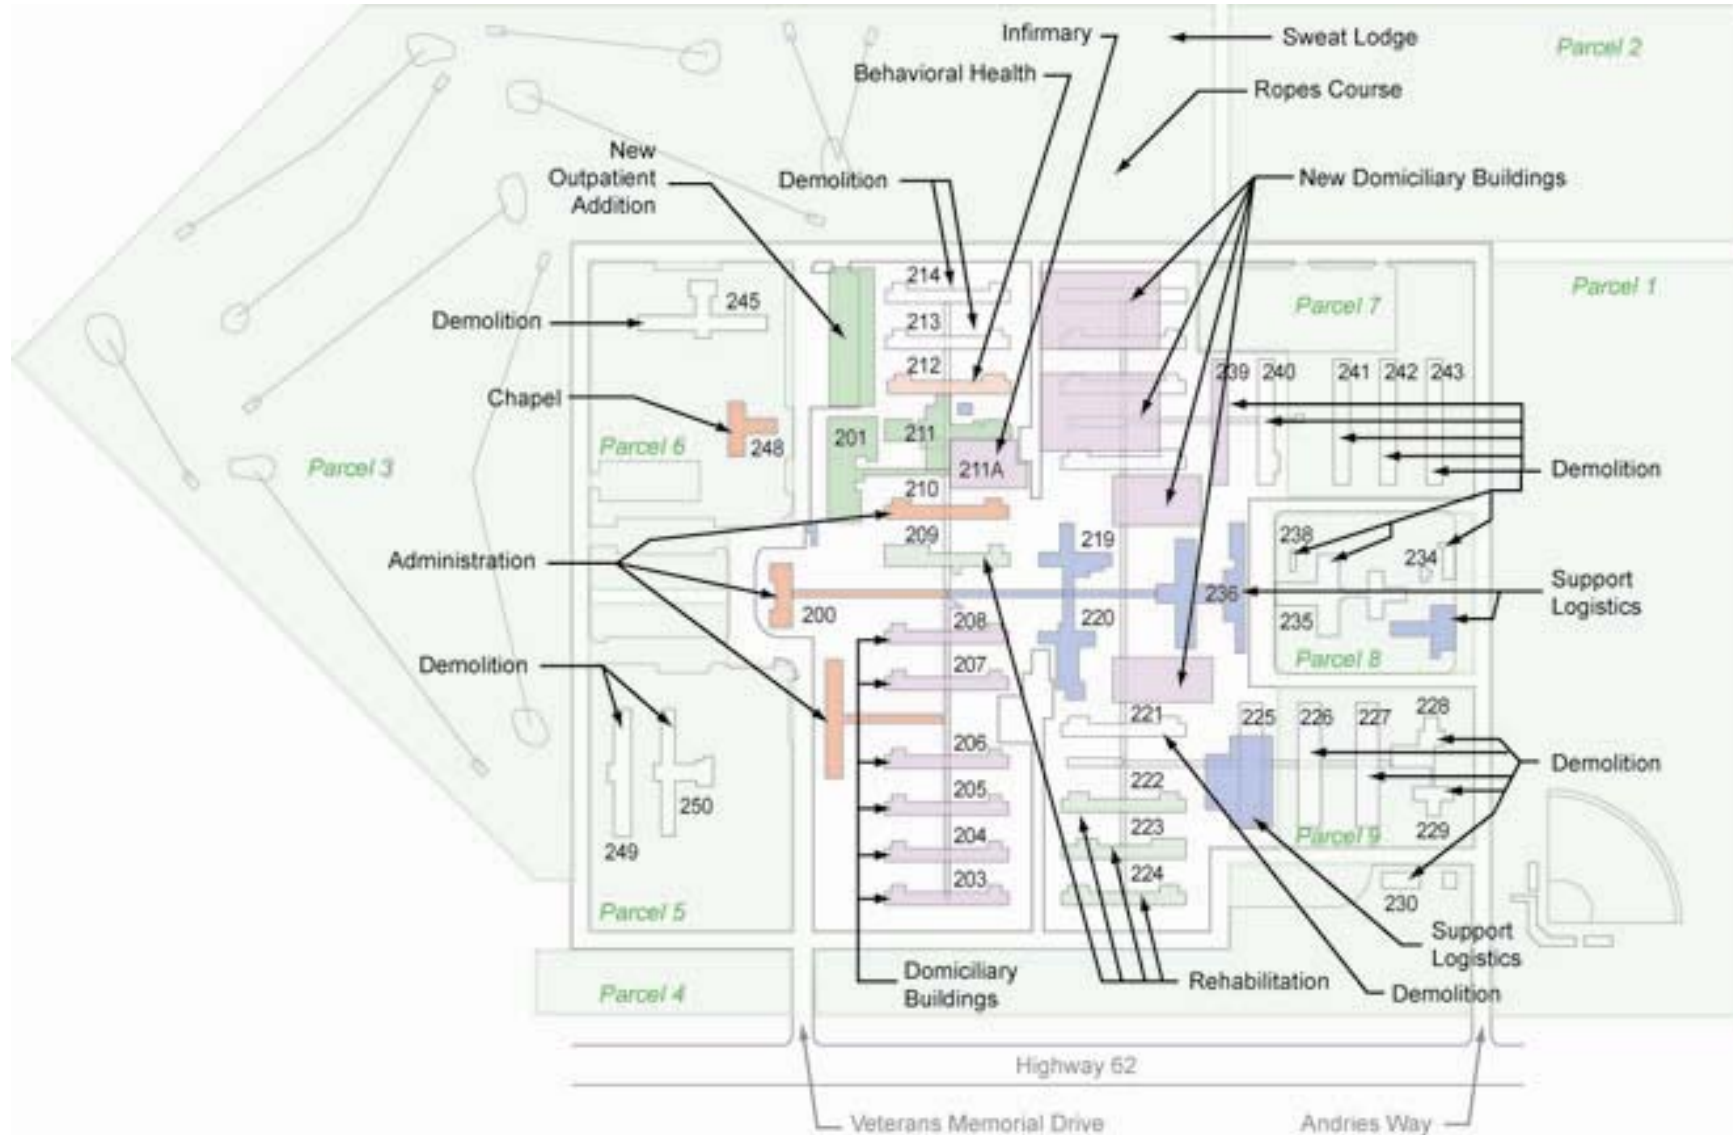 Infirmary
Sweat Lodge
Parcel 2
Behavioral Health
Ropes Course
New
Outpatient
Addition
Demolition
New Domiciliary Buildings
214
Parcel 7
Parcel 1
245
Demolition
213
212
239
240
241
242
243
Chapel
248
201
211
Parcel 6
Parcel 3
211A
Demolition
210
209
219
238
234
Administration
200
236
Support
Logistics
208
220
235
Demolition
207
Parcel 8
221
225
226
227
228
206
Demolition
205
222
250
204
223
229
249
Parcel 9
203
224
230
Parcel 5
Support
Logistics
Domiciliary
Buildings
Rehabilitation
Demolition
Parcel 4
Highway 62
Veterans Memorial Drive
Andries Way